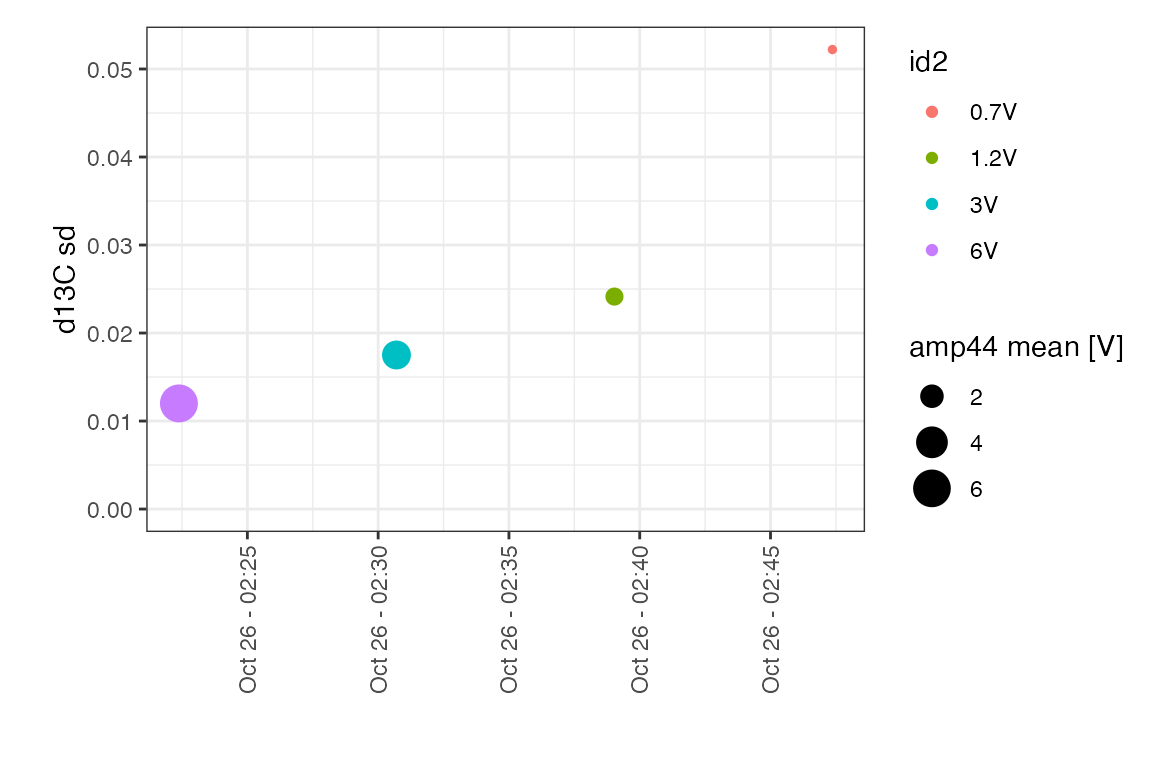 d13C sd
0.05
0.04
0.03
0.02
0.01
0.00
Oct 26 - 02:25
Oct 26 - 02:30
Oct 26 - 02:35
Oct 26 - 02:40
Oct 26 - 02:45
id2
0.7V
1.2V
3V
6V
amp44 mean [V]
2
4
6